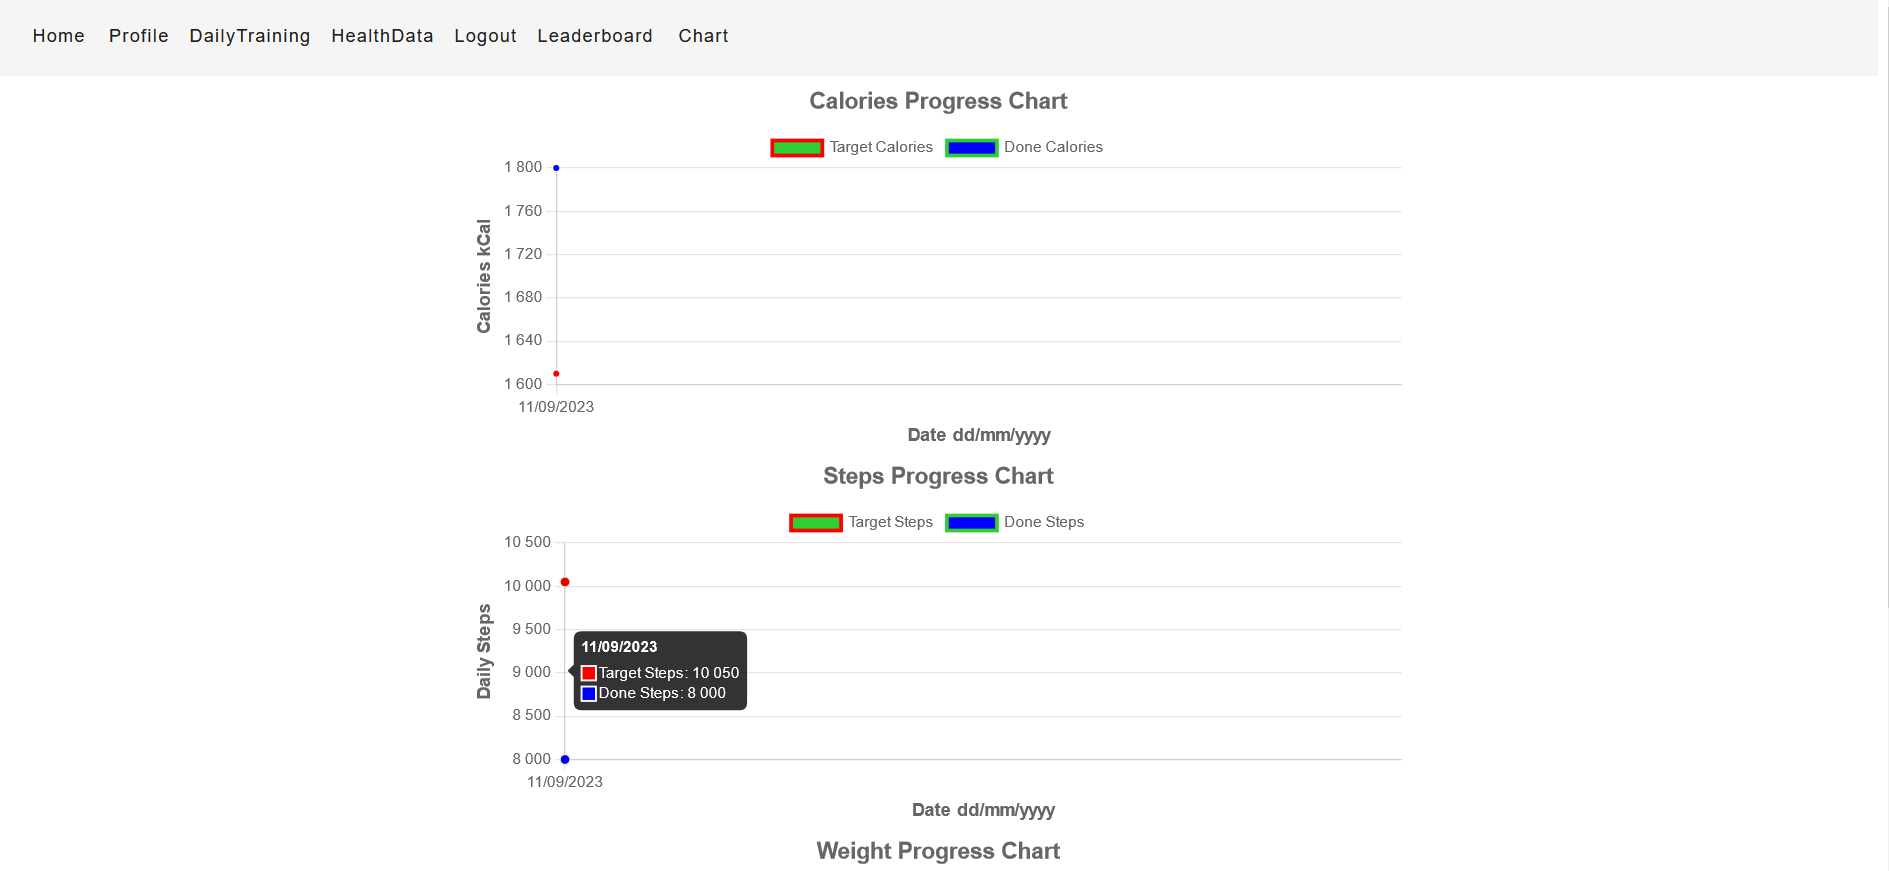 Home Profile DailyTraining HealthData Logout Leaderboard Chart
Calories Progress Chart
Target Calories Done Calories
Calories kCal
1 800
1 760
1 720
1 680
1 640
1 600
11/09/2023
Date dd/mm/yyyy
Steps Progress Chart
Target Steps Done Steps
Daily Steps
10 500
10 000
9 500
9 000
8 500
8 000
11/09/2023
Target Steps: 10 050
Done Steps: 8 000
11/09/2023
Date dd/mm/yyyy
Weight Progress Chart